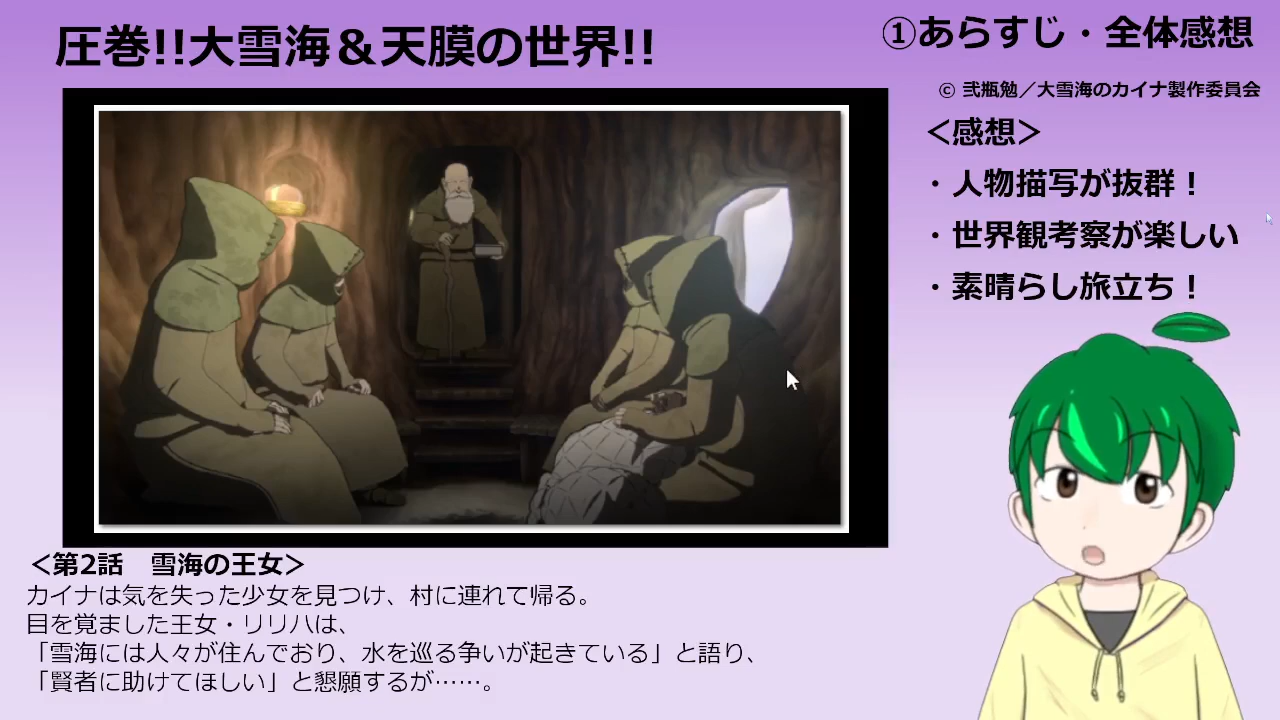 圧巻!!大雪海&天膜の世界!!
①あらすじ・全体感想
© 弐瓶勉／大雪海のカイナ製作委員会
＜感想＞
・人物描写が抜群！
・世界観考察が楽しい
・素晴らし旅立ち！
＜第2話　雪海の王女＞
カイナは気を失った少女を見つけ、村に連れて帰る。
目を覚ました王女・リリハは、
「雪海には人々が住んでおり、水を巡る争いが起きている」と語り、
「賢者に助けてほしい」と懇願するが……。